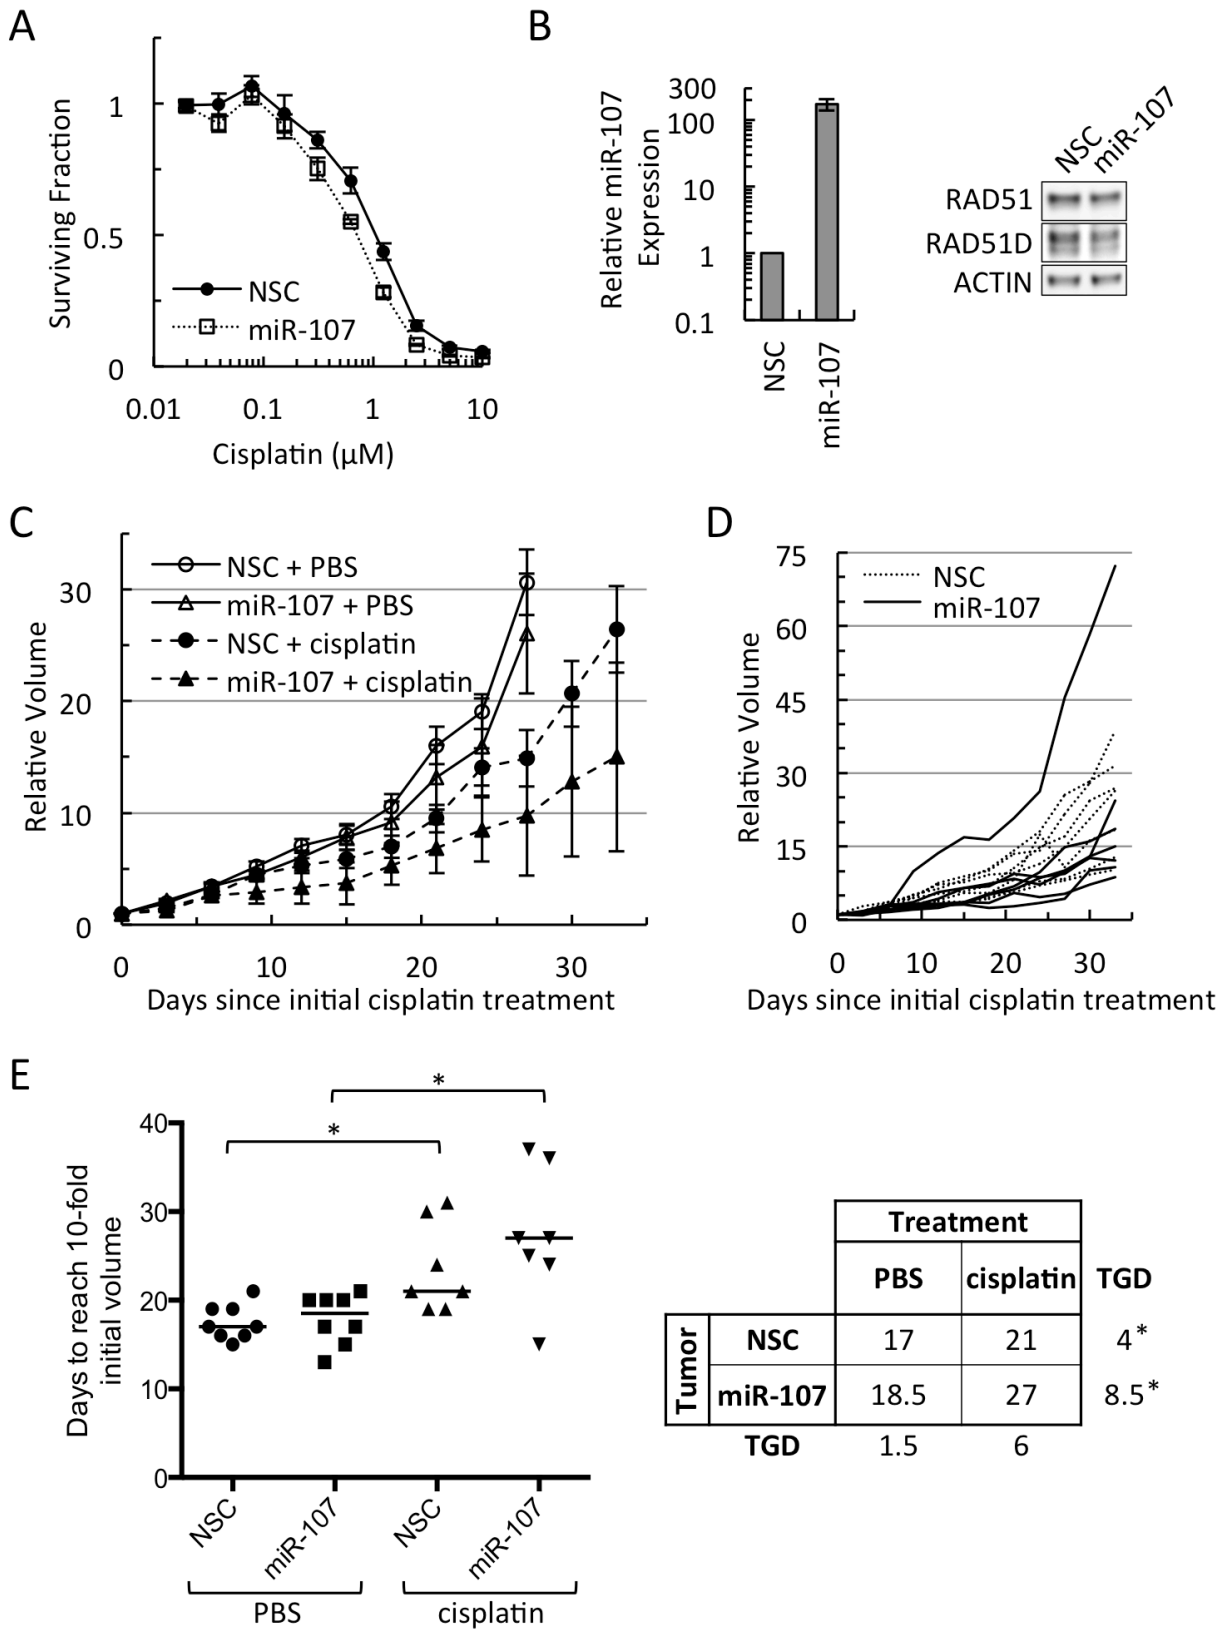 A
Surviving Fraction
1
0.5
0
NSC
miR-107
0.01 0.1 1 10
Cisplatin (µM)
B
Relative miR-107
Expression
300
100
10
1
0.1
NSC
miR-107
NSC
miR-107
RAD51
RAD51D
ACTIN
C
Relative Volume
30
20
10
0
NSC + PBS
miR-107 + PBS
NSC + cisplatin
miR-107 + cisplatin
0 10 20 30
Days since initial cisplatin treatment
D
Relative Volume
75
60
45
30
15
0
NSC
miR-107
0 10 20 30
Days since initial cisplatin treatment
E
Days to reach 10-fold
initial volume
40
30
20
10
0
*
*
NSC
miR-107
NSC
miR-107
PBS
cisplatin
Treatment
PBS cisplatin TGD
Tumor
NSC 17 21 4*
miR-107 18.5 27 8.5*
TGD 1.5 6